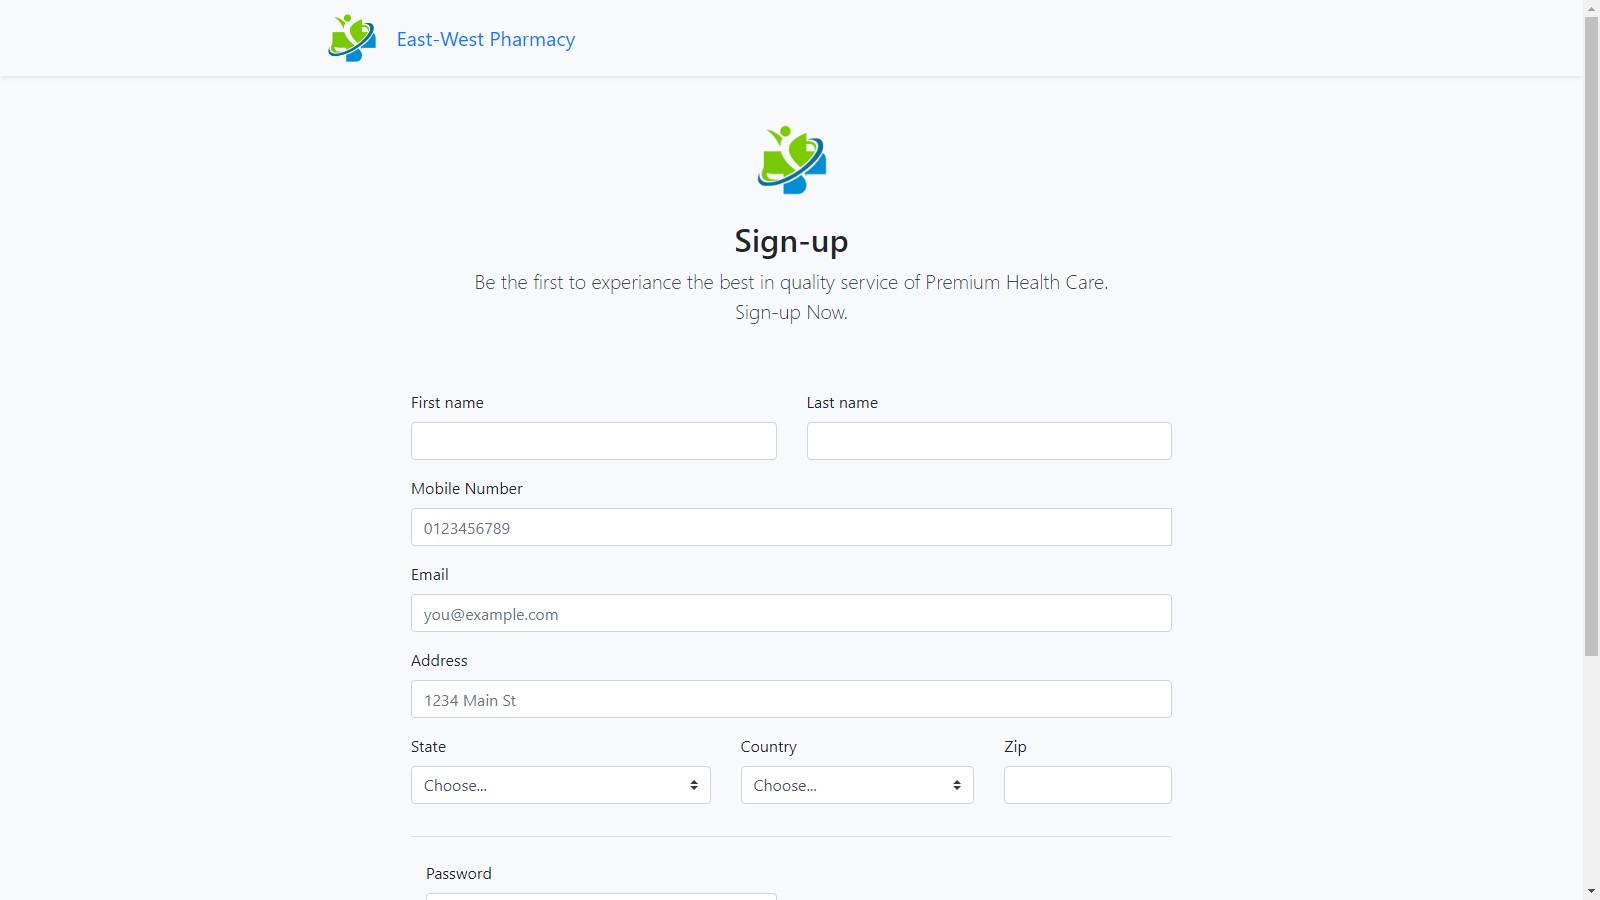 East-West Pharmacy
Sign-up
Be the first to experiance the best in quality service of Premium Health Care.
Sign-up Now.
First name
Last name
Mobile Number
0123456789
Email
you@example.com
Address
1234 Main St
State
Country
Zip
Choose...
Choose...
Password